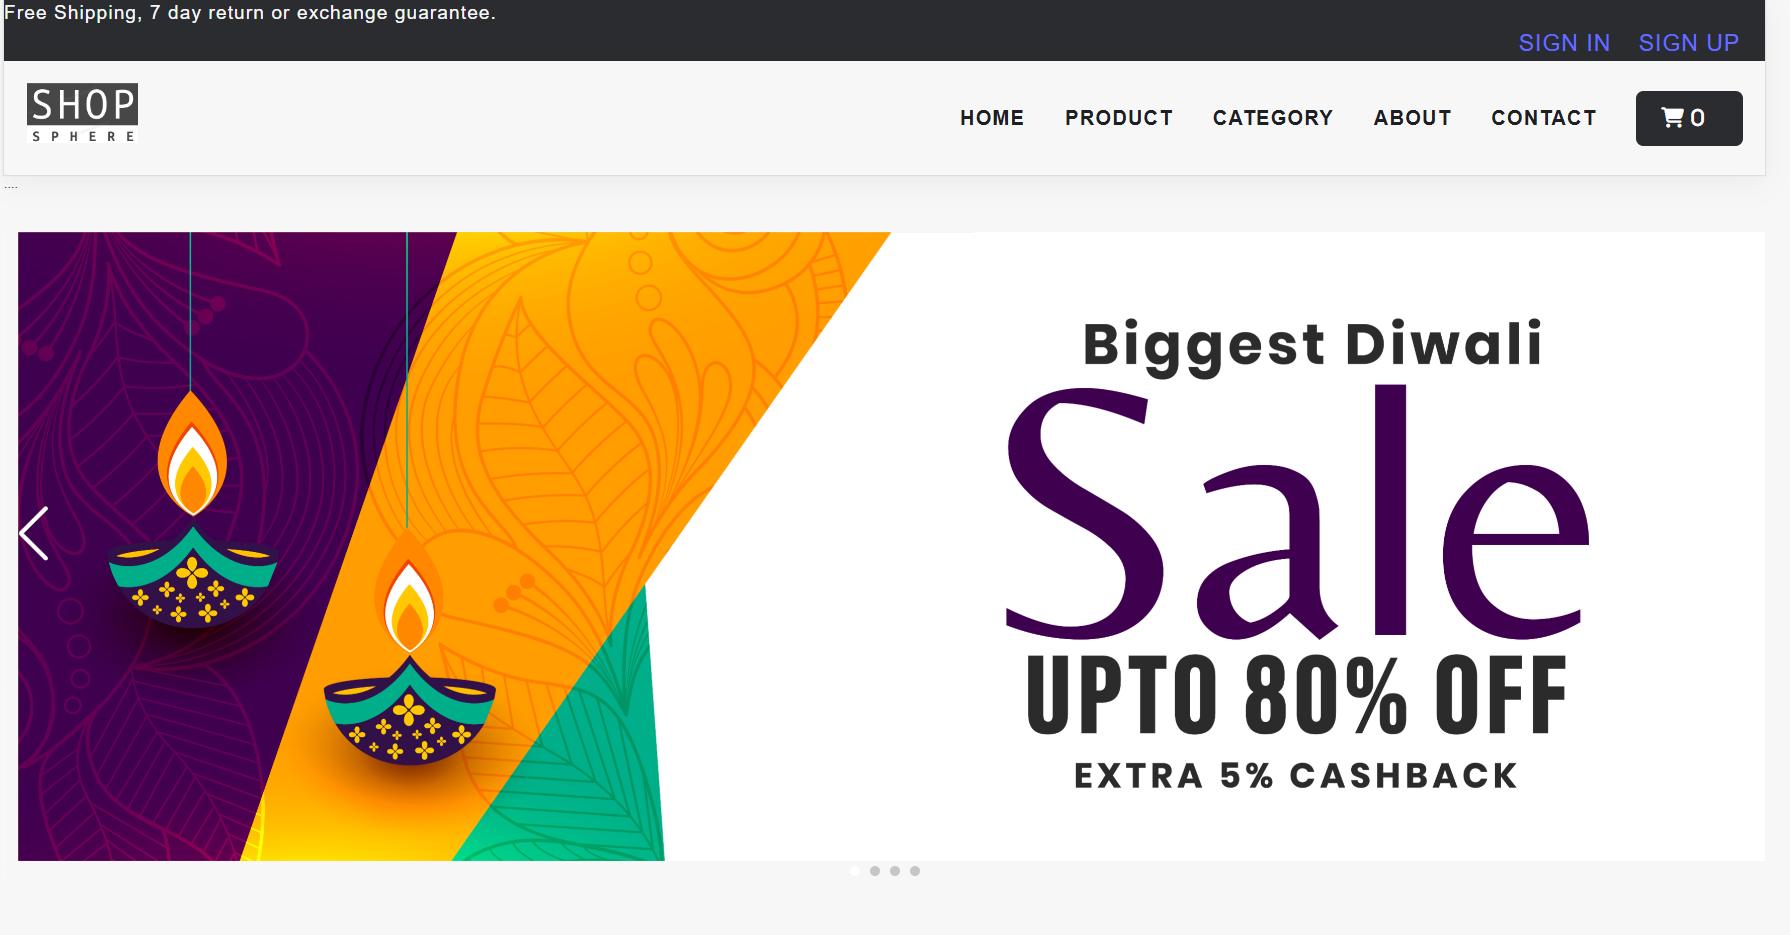 Free Shipping, 7 day return or exchange guarantee.
SIGN IN SIGN UP
SHOP
SPHERE
HOME PRODUCT CATEGORY ABOUT CONTACT 0
....
Biggest Diwali
Sale
UPTO 80% OFF
EXTRA 5% CASHBACK